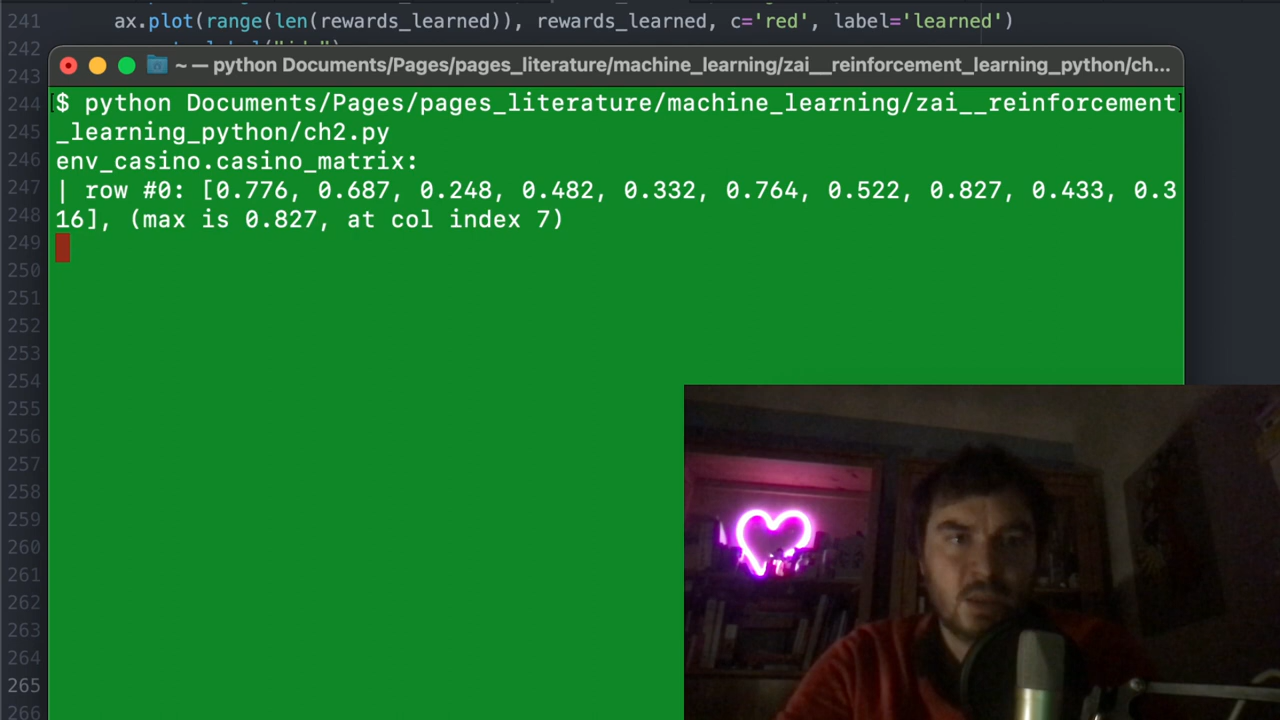 241 ax.plot(range(len(rewards_learned)), rewards_learned, c='red', label='learned')
242
243
~ — python Documents/Pages/pages_literature/machine_learning/zai__reinforcement_learning_python/ch...
244 [$ python Documents/Pages/pages_literature/machine_learning/zai__reinforcement]
245 _learning_python/ch2.py
246 env_casino.casino_matrix:
247 | row #0: [0.776, 0.687, 0.248, 0.482, 0.332, 0.764, 0.522, 0.827, 0.433, 0.3
248 16], (max is 0.827, at col index 7)
249
250
251
252
253
254
255
256
257
258
259
260
261
262
263
264
265
266